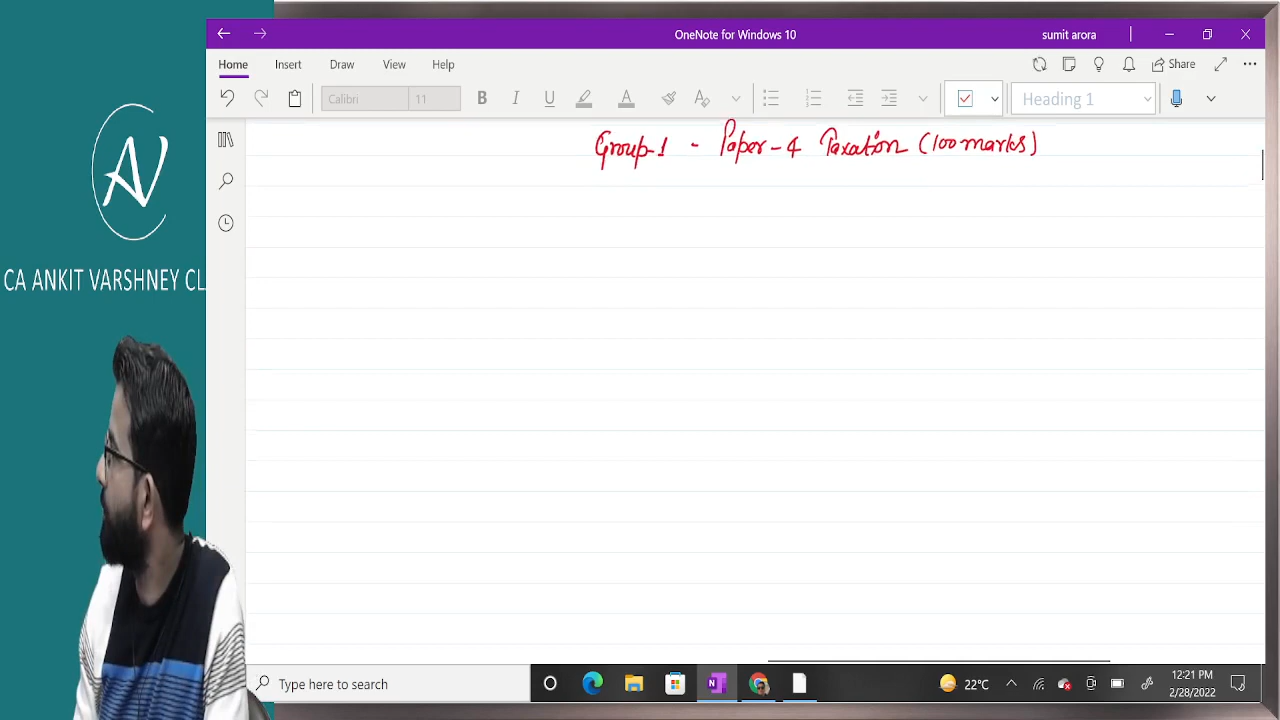 OneNote for Windows 10
sumit arora
Home Insert Draw View Help
Share
Calibri 11 B I U A Heading 1
Group-1 - Paper-4 Taxation (100 marks)
AV
CA ANKIT VARSHNEY CL
Type here to search
22°C
12:21 PM
2/28/2022